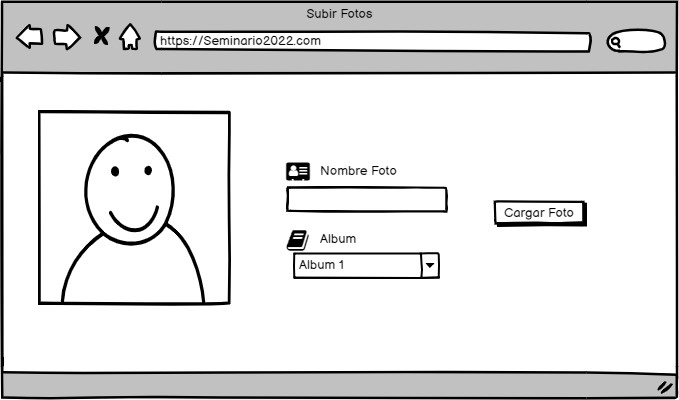 Subir Fotos
https://Seminario2022.com
Nombre Foto
Cargar Foto
Album
Album 1